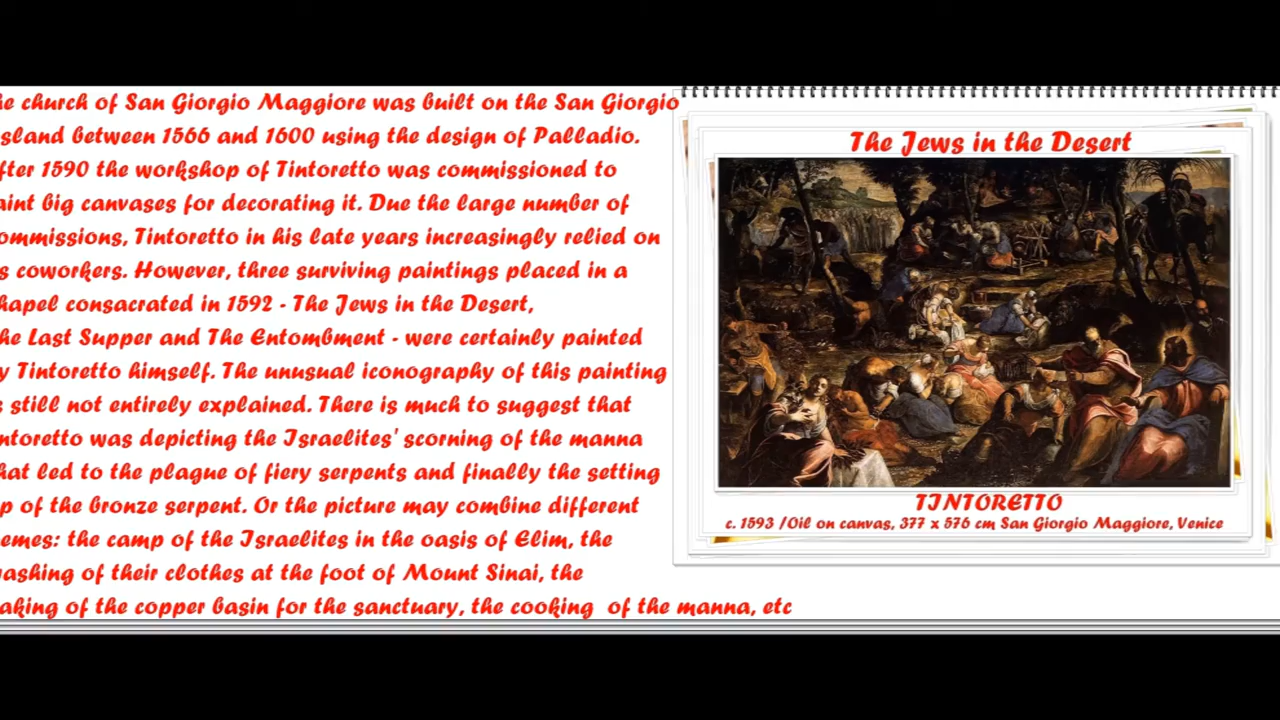 he church of San Giorgio Maggiore was built on the San Giorgio
sland between 1566 and 1600 using the design of Palladio.
fter 1590 the workshop of Tintoretto was commissioned to
aint big canvases for decorating it. Due the large number of
ommissions, Tintoretto in his late years increasingly relied on
s coworkers. However, three surviving paintings placed in a
hapel consacrated in 1592 - The Jews in the Desert,
he Last Supper and The Entombment - were certainly painted
y Tintoretto himself. The unusual iconography of this painting
s still not entirely explained. There is much to suggest that
ntoretto was depicting the Israelites' scorning of the manna
hat led to the plague of fiery serpents and finally the setting
p of the bronze serpent. Or the picture may combine different
emes: the camp of the Israelites in the oasis of Elim, the
ashing of their clothes at the foot of Mount Sinai, the
aking of the copper basin for the sanctuary, the cooking of the manna, etc
The Jews in the Desert
TINTORETTO
c. 1593 /Oil on canvas, 377 x 576 cm San Giorgio Maggiore, Venice